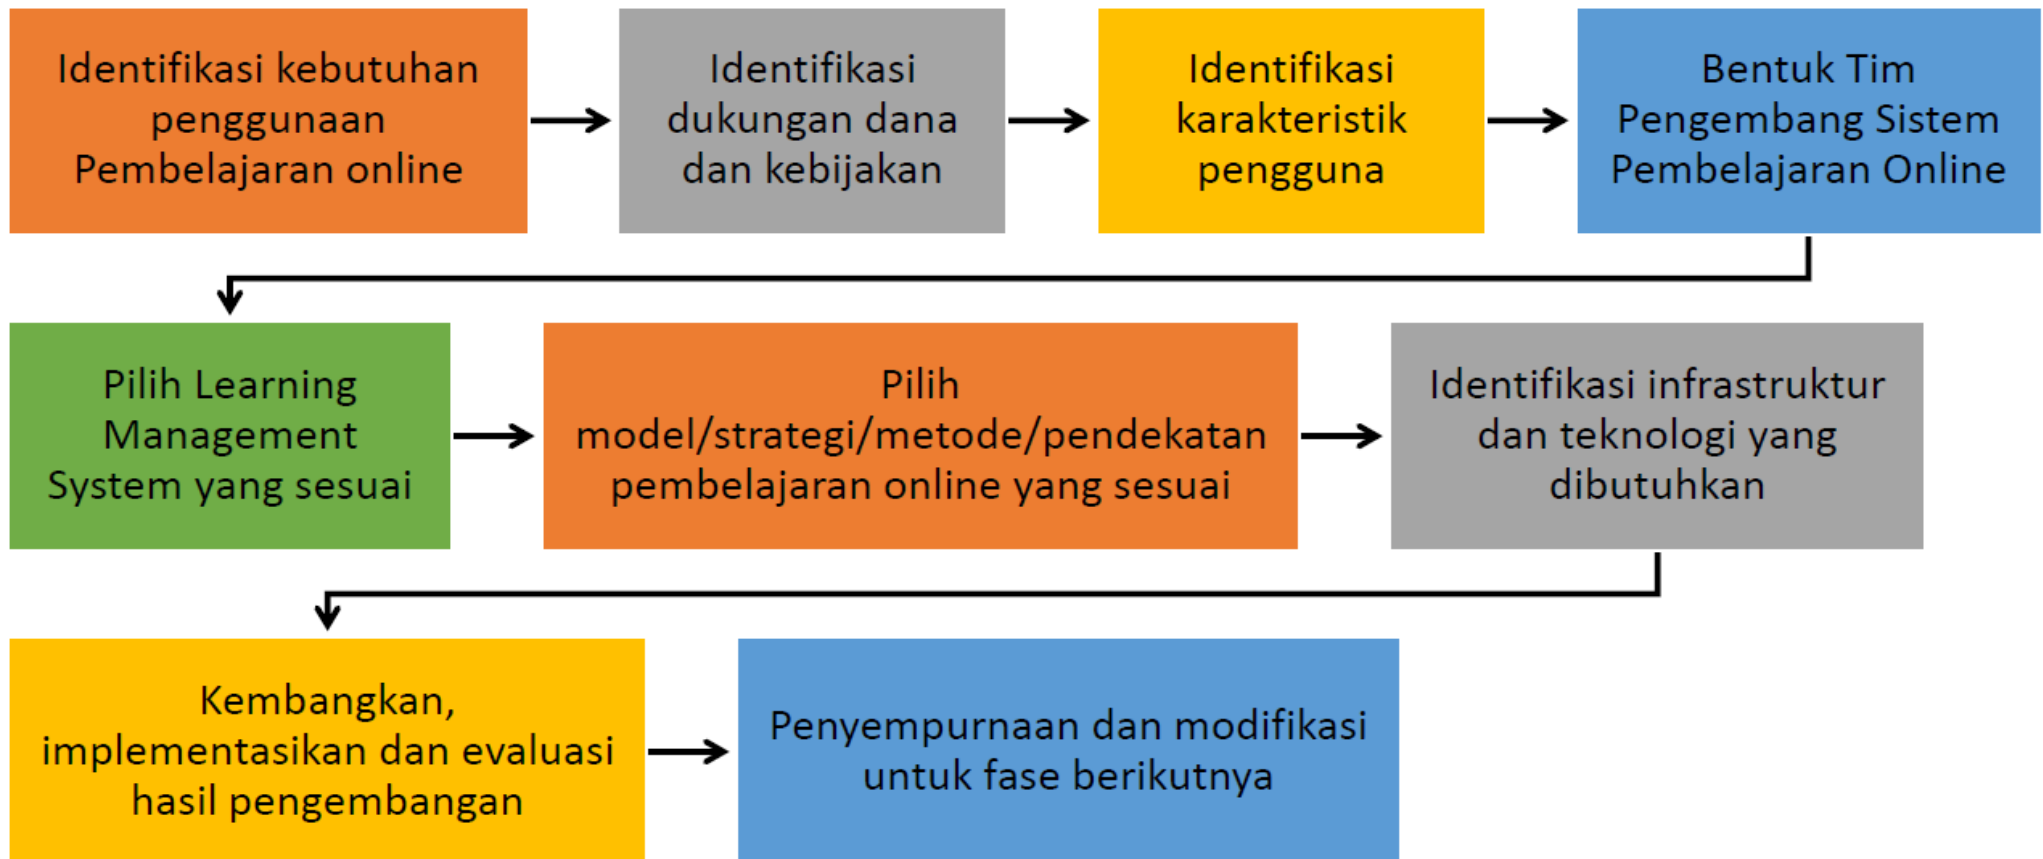 Identifikasi kebutuhan
penggunaan
Pembelajaran online
Identifikasi
dukungan dana
dan kebijakan
Identifikasi
karakteristik
pengguna
Bentuk Tim
Pengembang Sistem
Pembelajaran Online
Pilih Learning
Management
System yang sesuai
Pilih
model/strategi/metode/pendekatan
pembelajaran online yang sesuai
Identifikasi infrastruktur
dan teknologi yang
dibutuhkan
Kembangkan,
implementasikan dan evaluasi
hasil pengembangan
Penyempurnaan dan modifikasi
untuk fase berikutnya